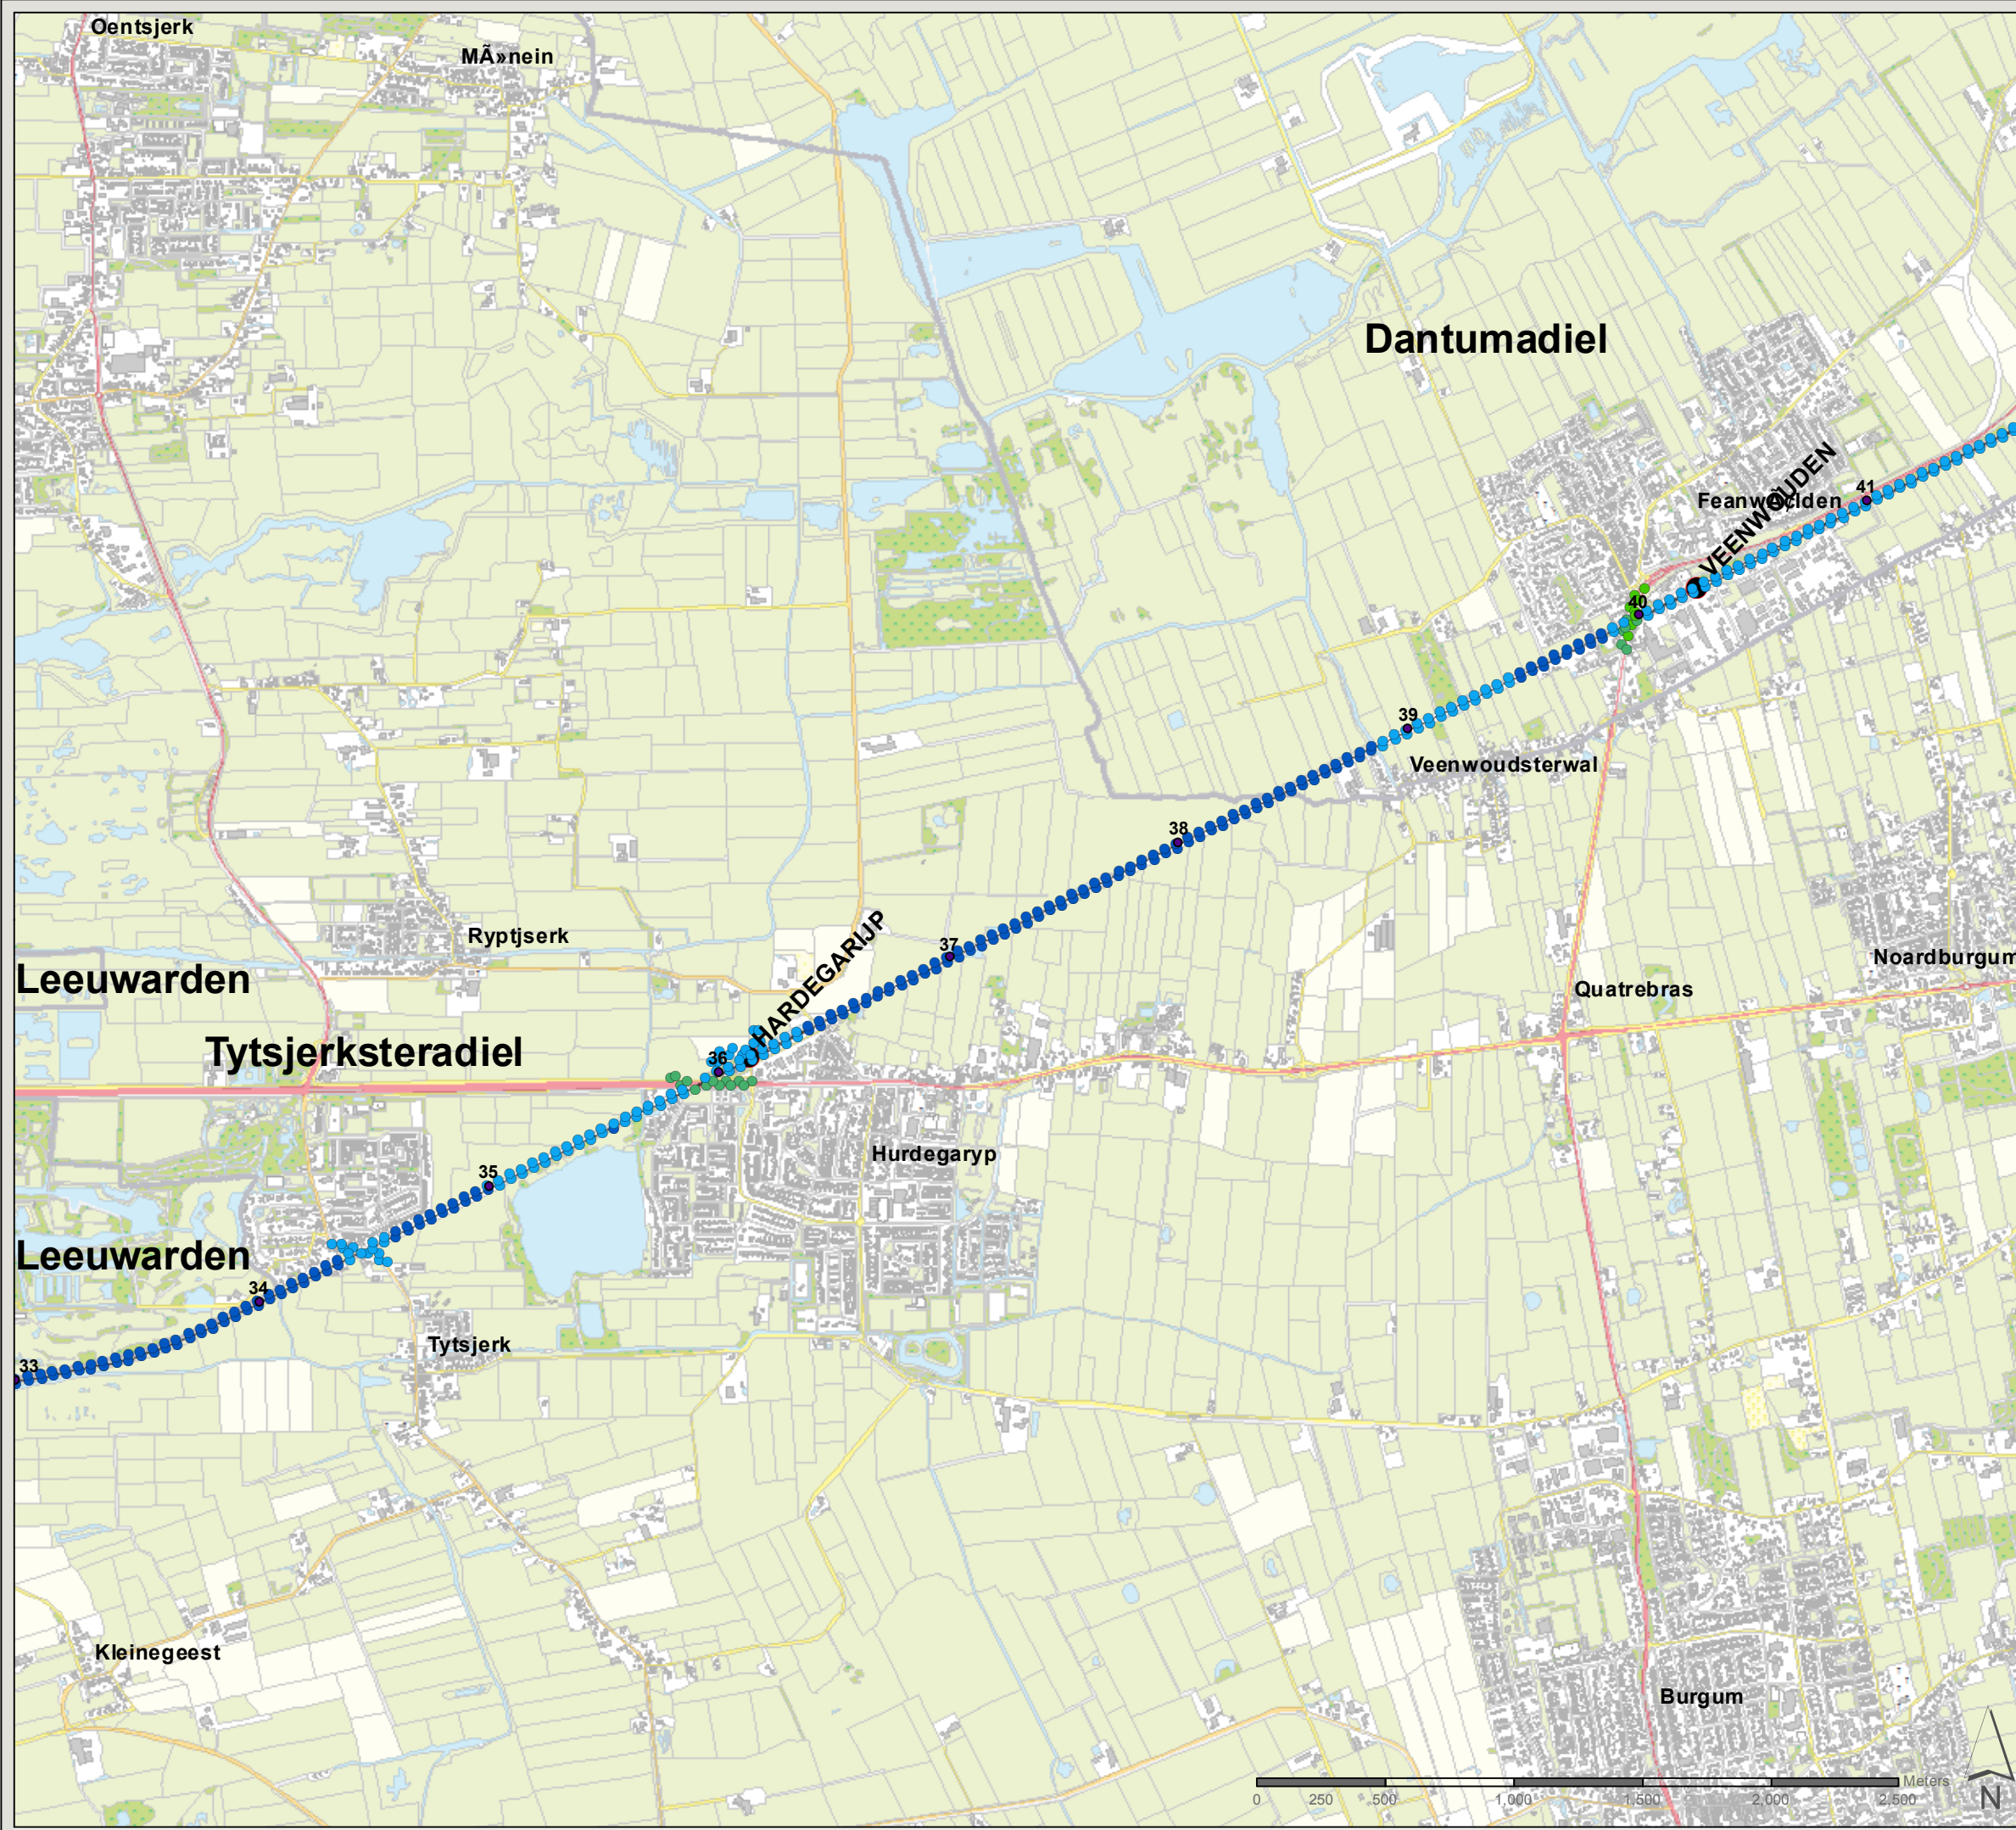 Oentsjerk
MÃ»nein
Dantumadiel
41
VEENWOUDEN
40
39
Veenwoudsterwal
38
Ryptjserk
HARDEGARIJP
37
Noardburgum
Leeuwarden
Quatrebras
Tytsjerksteradiel
36
Hurdegaryp
35
Leeuwarden
34
Tytsjerk
33
Kleinegeest
Burgum
Meters
0 250 500 1,000 1,500 2,000 2,500
N